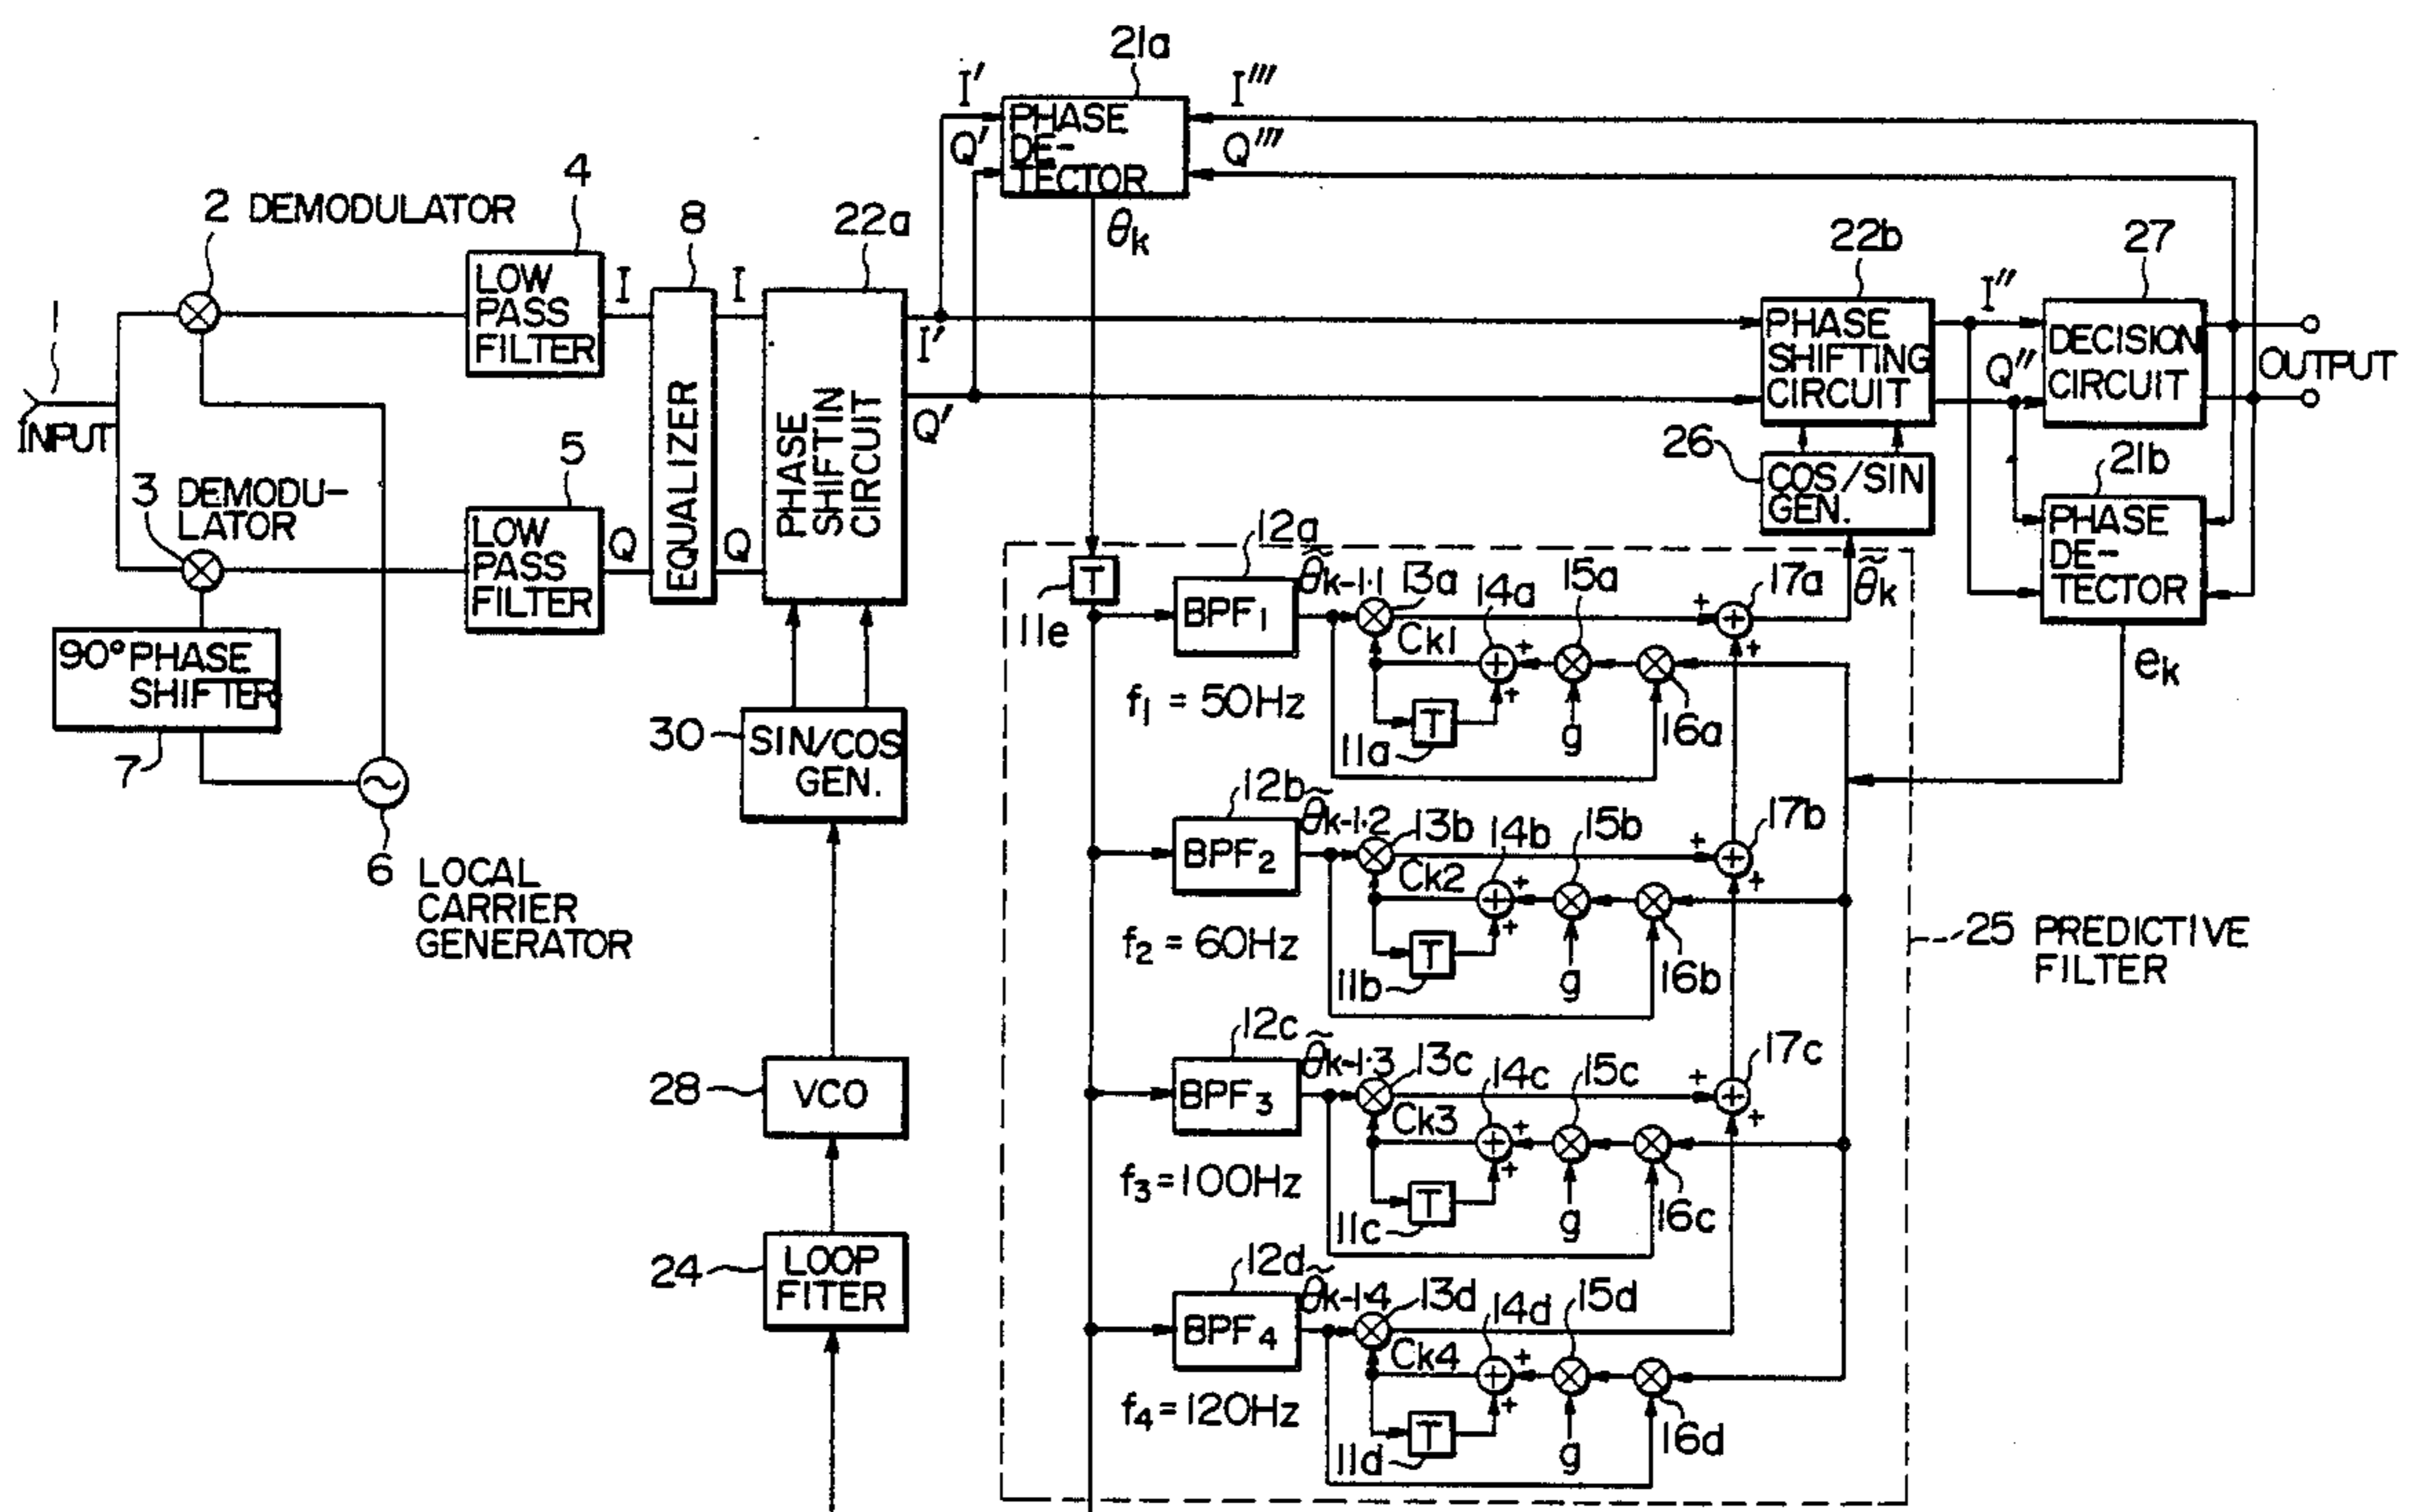 21a
I' PHASE DE- TECTOR I'''
Q' Q'''
θk
1
INPUT
2 DEMODULATOR
3 DEMODU-
LATOR
4
LOW
PASS
FILTER
I
5
LOW
PASS
FILTER
Q
90° PHASE
SHIFTER
7
6 LOCAL
CARRIER
GENERATOR
8
EQUALIZER
I
Q
22a
PHASE
SHIFTIN
CIRCUIT
I'
Q'
30
SIN/COS
GEN.
28
VCO
24
LOOP
FITER
22b
PHASE
SHIFTING
CIRCUIT
I''
Q''
27
DECISION
CIRCUIT
OUTPUT
26
COS/SIN
GEN.
21b
PHASE
DE-
TECTOR
ek
θ̃k
T
11e
12a
BPF1
θ̃k-1·1
13a
Ck1
14a
15a
16a
17a
+
+
+
+
f1 = 50Hz
T
11a
g
12b
BPF2
θ̃k-1·2
13b
Ck2
14b
15b
16b
17b
+
+
+
+
f2 = 60Hz
T
11b
g
12c
BPF3
θ̃k-1·3
13c
Ck3
14c
15c
16c
17c
+
+
+
+
f3 = 100Hz
T
11c
g
12d
BPF4
θ̃k-1·4
13d
Ck4
14d
15d
16d
+
+
f4 = 120Hz
T
11d
g
25 PREDICTIVE
FILTER